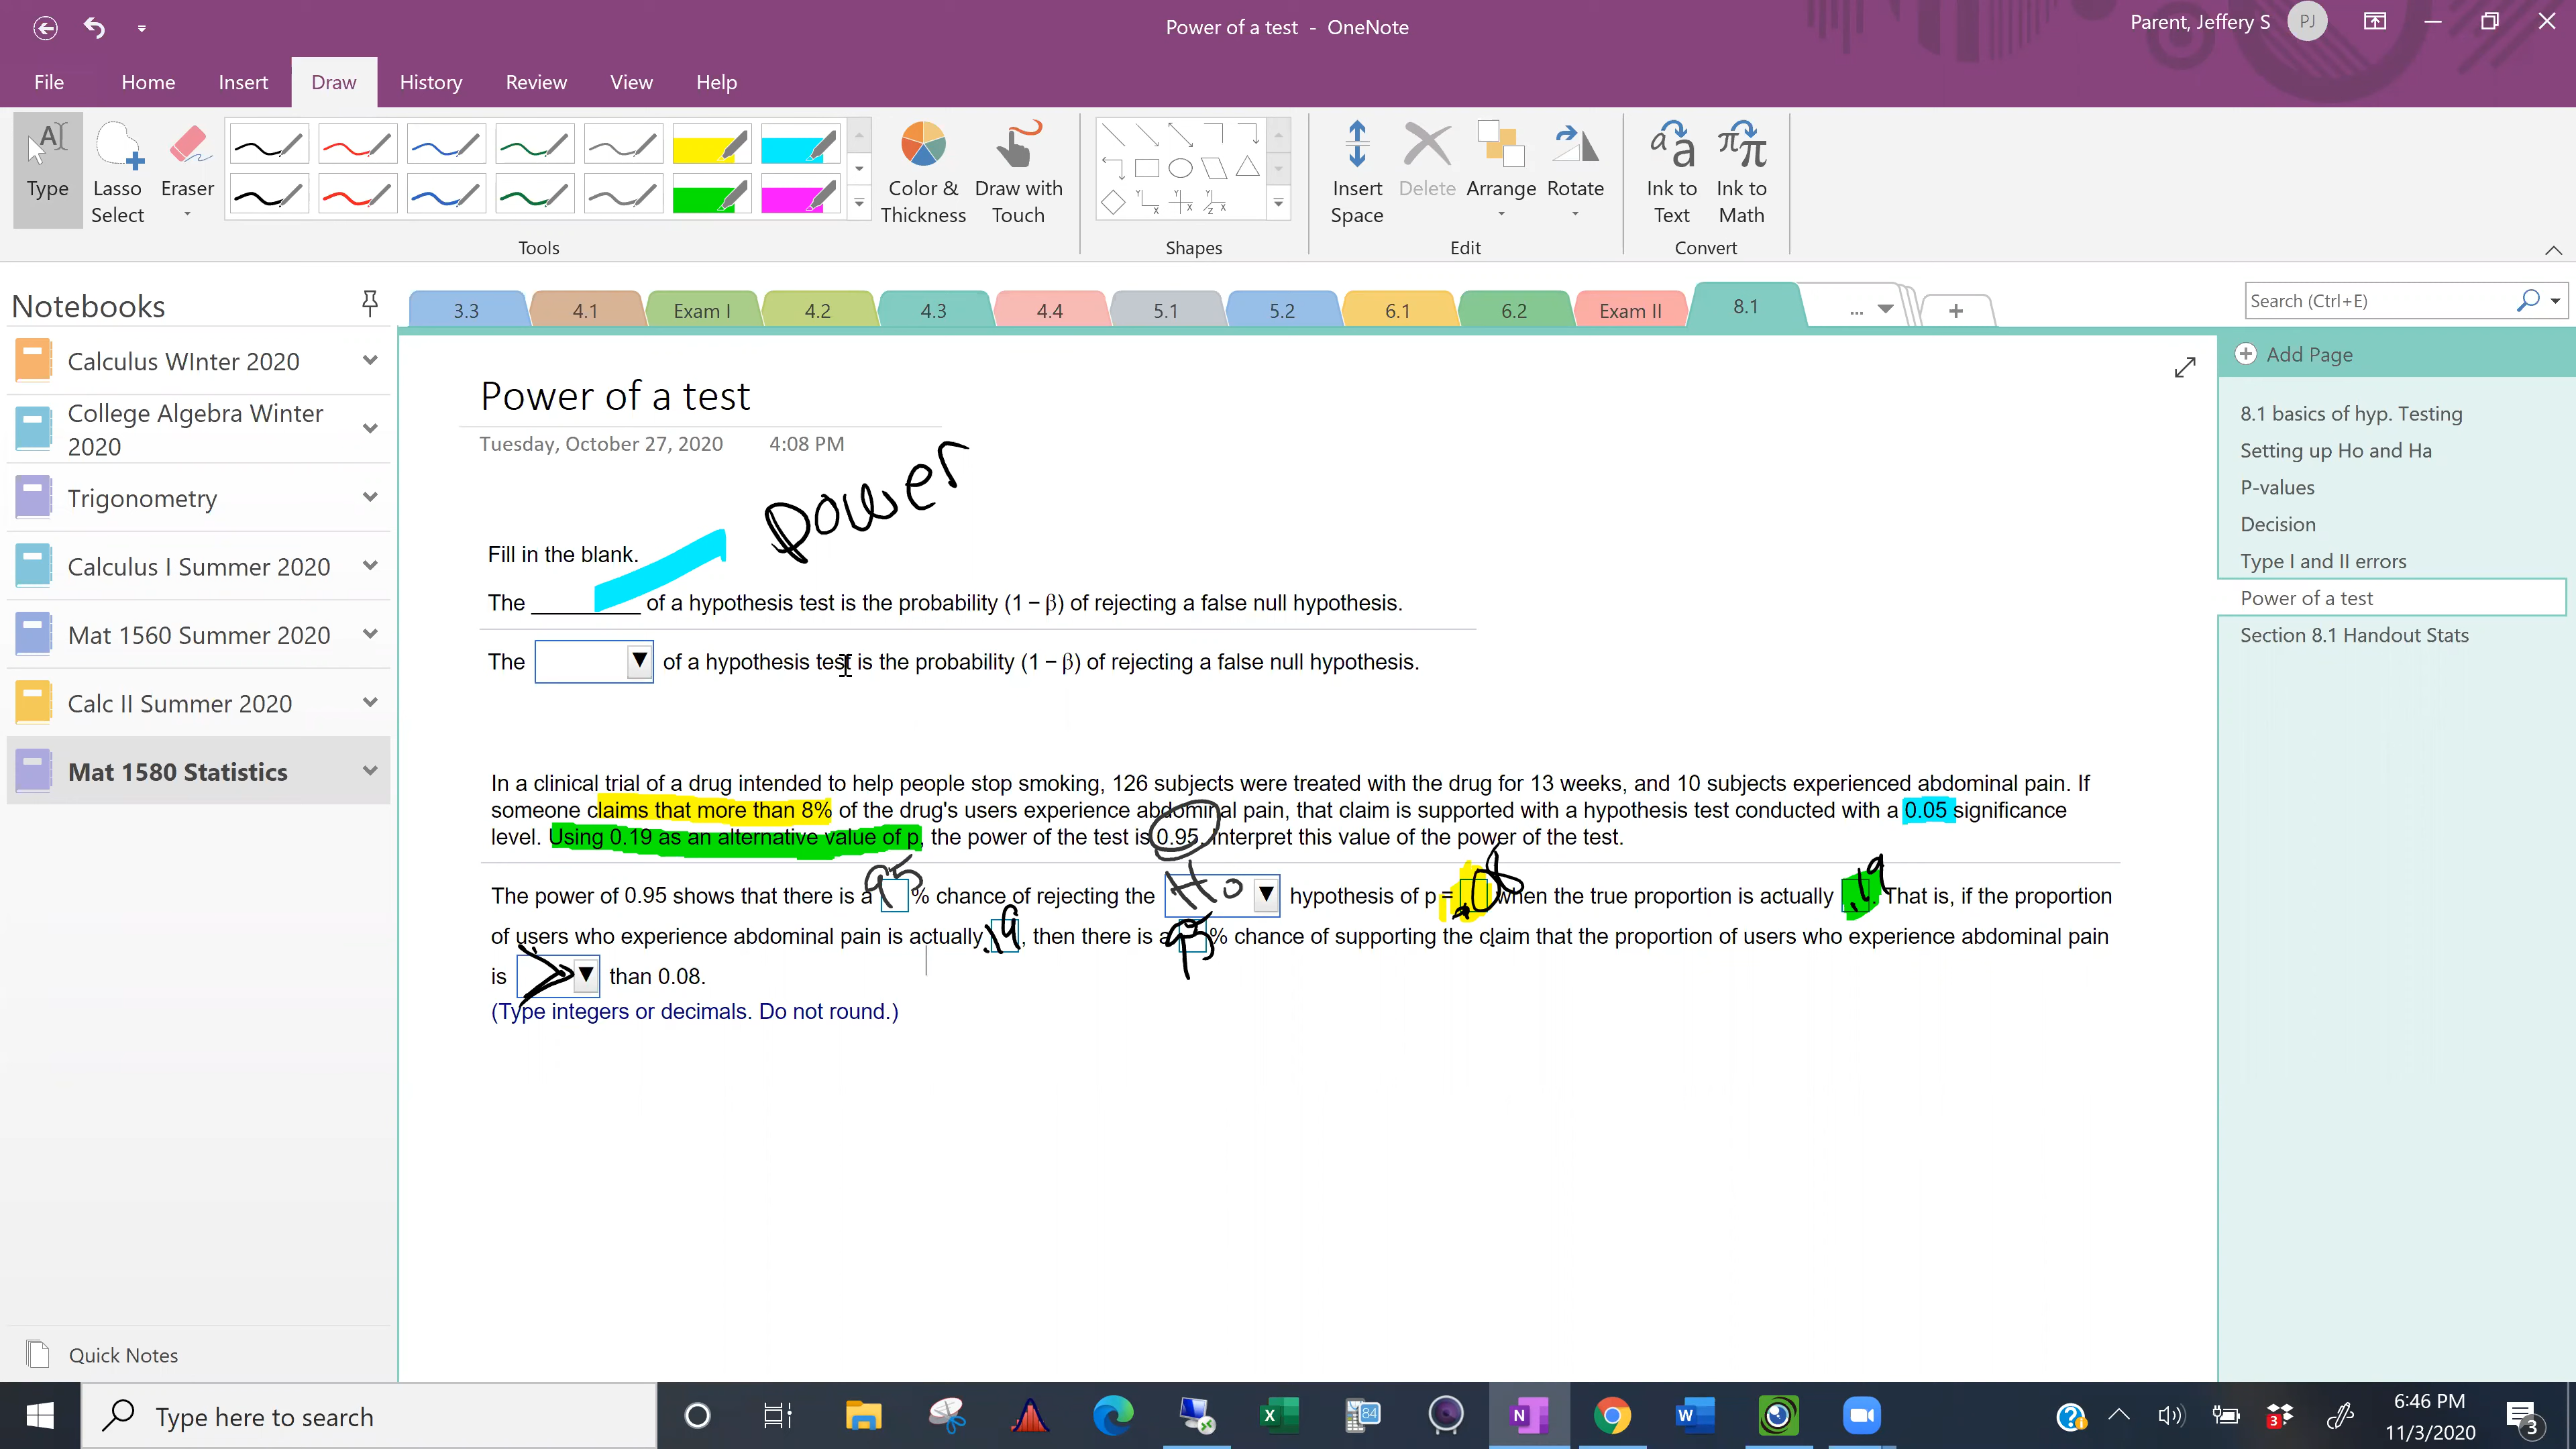 Power of a test - OneNote
Parent, Jeffery S PJ
File Home Insert Draw History Review View Help
Type
Lasso Select
Eraser
Color & Thickness
Draw with Touch
Insert Space
Delete
Arrange
Rotate
Ink to Text
Ink to Math
Tools Shapes Edit Convert
Notebooks
3.3 4.1 Exam I 4.2 4.3 4.4 5.1 5.2 6.1 6.2 Exam II 8.1 ...
Search (Ctrl+E)
Calculus WInter 2020
College Algebra Winter 2020
Trigonometry
Calculus I Summer 2020
Mat 1560 Summer 2020
Calc II Summer 2020
Mat 1580 Statistics
Quick Notes
Power of a test
Tuesday, October 27, 2020 4:08 PM
Power
Fill in the blank.
The _________ of a hypothesis test is the probability (1 − β) of rejecting a false null hypothesis.
The of a hypothesis test is the probability (1 − β) of rejecting a false null hypothesis.
In a clinical trial of a drug intended to help people stop smoking, 126 subjects were treated with the drug for 13 weeks, and 10 subjects experienced abdominal pain. If
someone claims that more than 8% of the drug's users experience abdominal pain, that claim is supported with a hypothesis test conducted with a 0.05 significance
level. Using 0.19 as an alternative value of p, the power of the test is 0.95. Interpret this value of the power of the test.
The power of 0.95 shows that there is a 95 % chance of rejecting the Ho hypothesis of p = .08 when the true proportion is actually .19. That is, if the proportion
of users who experience abdominal pain is actually .19, then there is a 95 % chance of supporting the claim that the proportion of users who experience abdominal pain
is > than 0.08.
(Type integers or decimals. Do not round.)
Add Page
8.1 basics of hyp. Testing
Setting up Ho and Ha
P-values
Decision
Type I and II errors
Power of a test
Section 8.1 Handout Stats
Type here to search
6:46 PM
11/3/2020